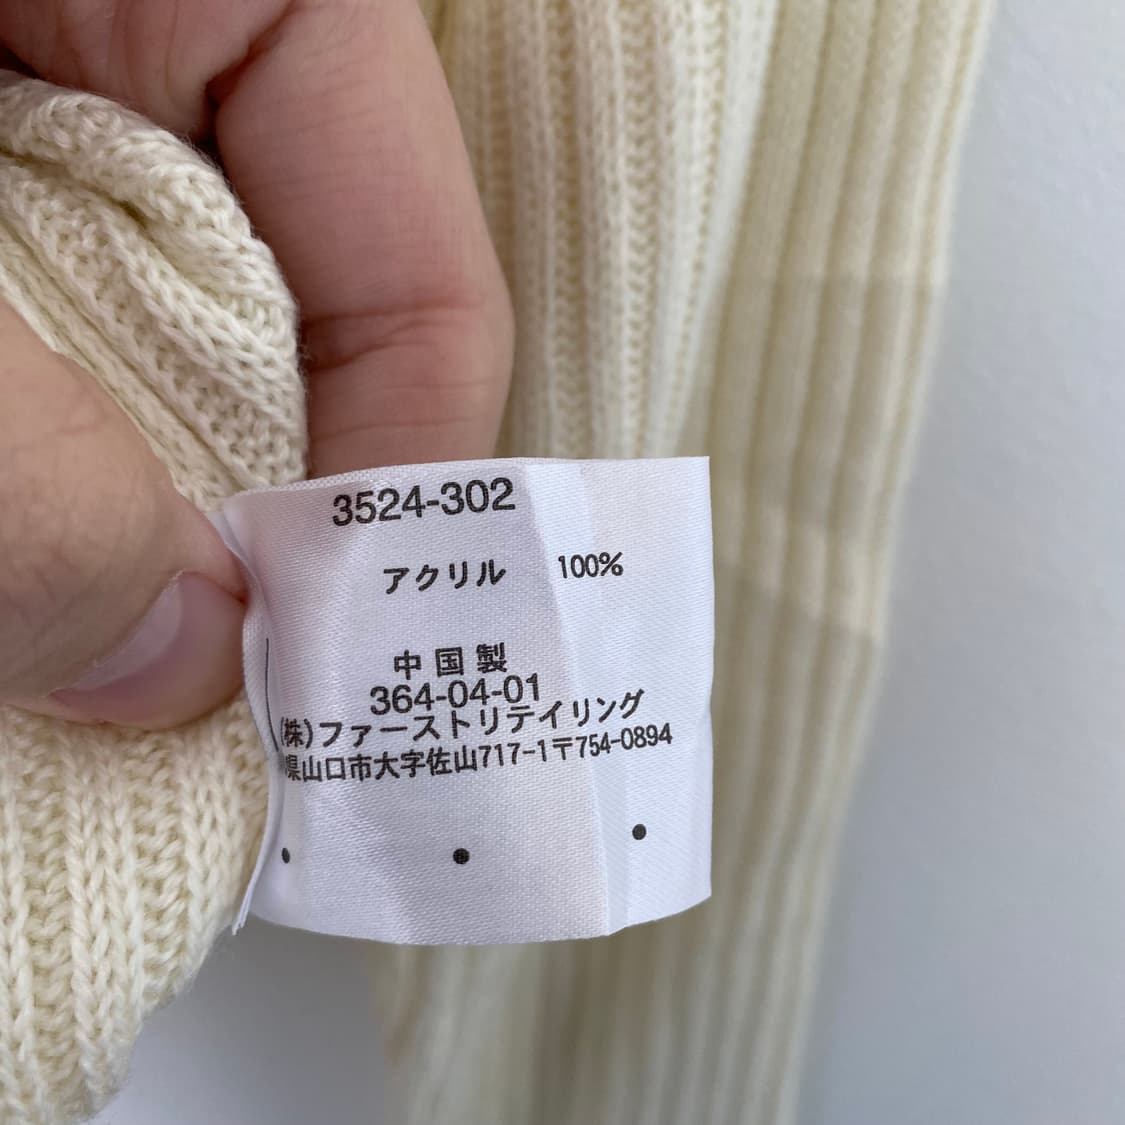 3524-302
アクリル 100%
中国製
364-04-01
(株)ファーストリテイリング
県山口市大字佐山717-1〒754-0894